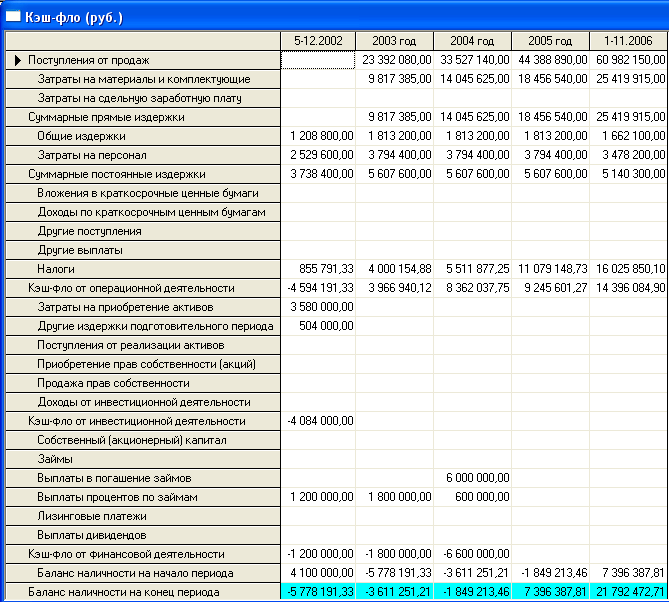 Кэш-фло (руб.)
5-12.2002 2003 год 2004 год 2005 год 1-11.2006
Поступления от продаж 23 392 080,00 33 527 140,00 44 388 890,00 60 982 150,00
Затраты на материалы и комплектующие 9 817 385,00 14 045 625,00 18 456 540,00 25 419 915,00
Затраты на сдельную заработную плату
Суммарные прямые издержки 9 817 385,00 14 045 625,00 18 456 540,00 25 419 915,00
Общие издержки 1 208 800,00 1 813 200,00 1 813 200,00 1 813 200,00 1 662 100,00
Затраты на персонал 2 529 600,00 3 794 400,00 3 794 400,00 3 794 400,00 3 478 200,00
Суммарные постоянные издержки 3 738 400,00 5 607 600,00 5 607 600,00 5 607 600,00 5 140 300,00
Вложения в краткосрочные ценные бумаги
Доходы по краткосрочным ценным бумагам
Другие поступления
Другие выплаты
Налоги 855 791,33 4 000 154,88 5 511 877,25 11 079 148,73 16 025 850,10
Кэш-фло от операционной деятельности -4 594 191,33 3 966 940,12 8 362 037,75 9 245 601,27 14 396 084,90
Затраты на приобретение активов 3 580 000,00
Другие издержки подготовительного периода 504 000,00
Поступления от реализации активов
Приобретение прав собственности (акций)
Продажа прав собственности
Доходы от инвестиционной деятельности
Кэш-фло от инвестиционной деятельности -4 084 000,00
Собственный (акционерный) капитал
Займы
Выплаты в погашение займов 6 000 000,00
Выплаты процентов по займам 1 200 000,00 1 800 000,00 600 000,00
Лизинговые платежи
Выплаты дивидендов
Кэш-фло от финансовой деятельности -1 200 000,00 -1 800 000,00 -6 600 000,00
Баланс наличности на начало периода 4 100 000,00 -5 778 191,33 -3 611 251,21 -1 849 213,46 7 396 387,81
Баланс наличности на конец периода -5 778 191,33 -3 611 251,21 -1 849 213,46 7 396 387,81 21 792 472,71